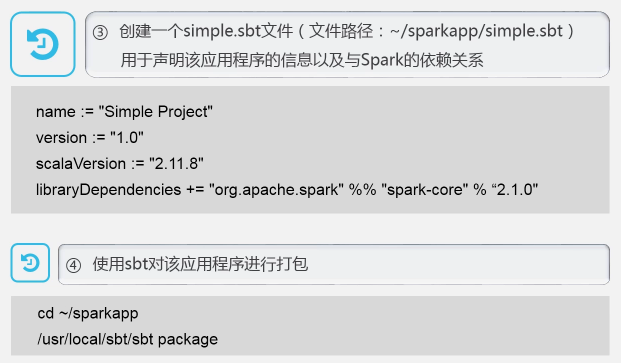 ③ 创建一个simple.sbt文件（文件路径：~/sparkapp/simple.sbt）
用于声明该应用程序的信息以及与Spark的依赖关系
name := "Simple Project"
version := "1.0"
scalaVersion := "2.11.8"
libraryDependencies += "org.apache.spark" %% "spark-core" % “2.1.0"
④ 使用sbt对该应用程序进行打包
cd ~/sparkapp
/usr/local/sbt/sbt package